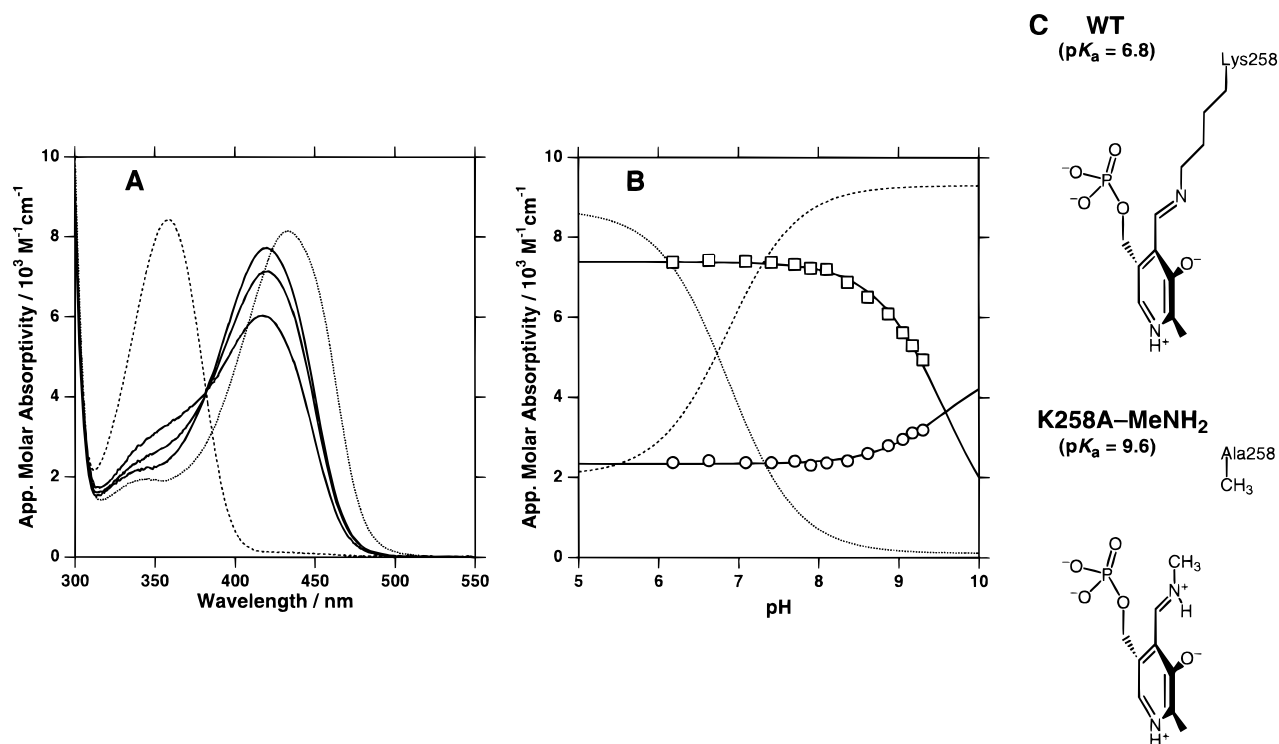 A
App. Molar Absorptivity / 10³ M⁻¹cm⁻¹
10
8
6
4
2
0
300
350
400
450
500
550
Wavelength / nm
B
App. Molar Absorptivity / 10³ M⁻¹cm⁻¹
10
8
6
4
2
0
5
6
7
8
9
10
pH
C WT
(pKa = 6.8)
Lys258
O
⁻O
P
⁻O
O
N
O⁻
N
H⁺
K258A–MeNH₂
(pKa = 9.6)
Ala258
CH₃
O
⁻O
P
⁻O
O
CH₃
N⁺
H
O⁻
N
H⁺